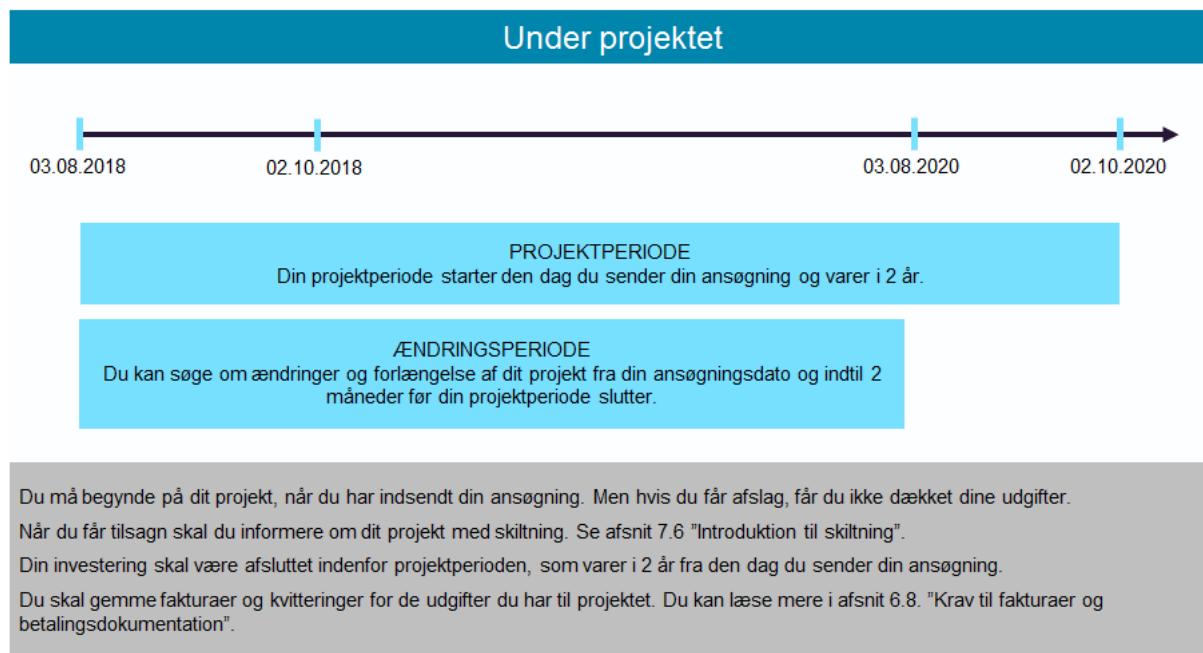 Under projektet
03.08.2018
02.10.2018
03.08.2020
02.10.2020
PROJEKTPERIODE
Din projektperiode starter den dag du sender din ansøgning og varer i 2 år.
ÆNDRINGSPERIODE
Du kan søge om ændringer og forlængelse af dit projekt fra din ansøgningsdato og indtil 2
måneder før din projektperiode slutter.
Du må begynde på dit projekt, når du har indsendt din ansøgning. Men hvis du får afslag, får du ikke dækket dine udgifter.
Når du får tilsagn skal du informere om dit projekt med skiltning. Se afsnit 7.6 ”Introduktion til skiltning”.
Din investering skal være afsluttet indenfor projektperioden, som varer i 2 år fra den dag du sender din ansøgning.
Du skal gemme fakturaer og kvitteringer for de udgifter du har til projektet. Du kan læse mere i afsnit 6.8. ”Krav til fakturaer og
betalingsdokumentation”.